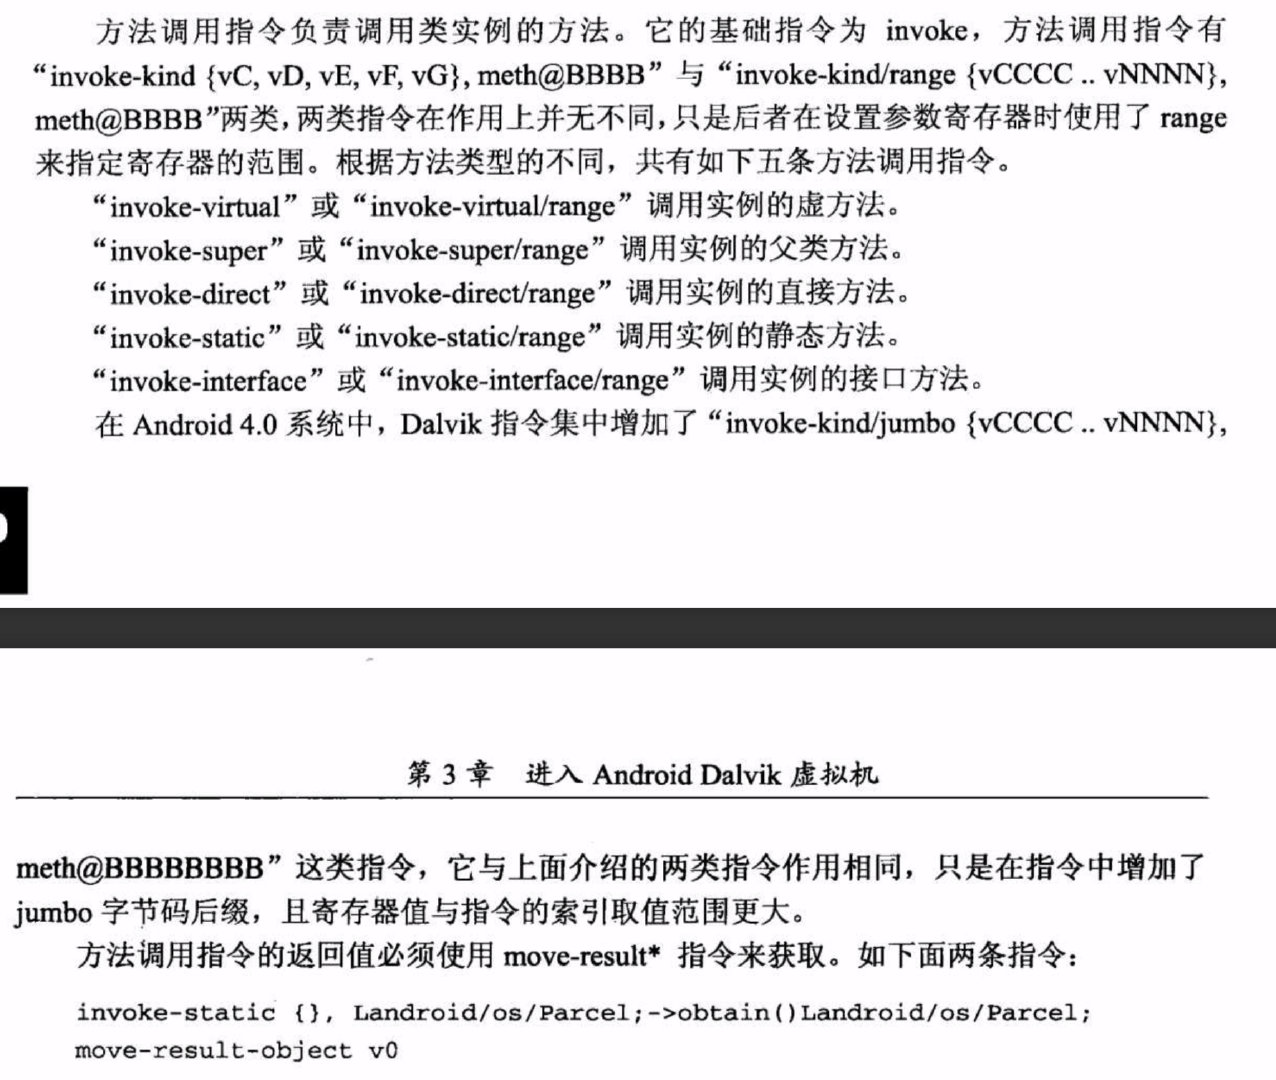 方法调用指令负责调用类实例的方法。它的基础指令为 invoke，方法调用指令有
“invoke-kind {vC, vD, vE, vF, vG}, meth@BBBB” 与 “invoke-kind/range {vCCCC .. vNNNN},
meth@BBBB”两类，两类指令在作用上并无不同，只是后者在设置参数寄存器时使用了 range
来指定寄存器的范围。根据方法类型的不同，共有如下五条方法调用指令。
“invoke-virtual” 或 “invoke-virtual/range” 调用实例的虚方法。
“invoke-super” 或 “invoke-super/range” 调用实例的父类方法。
“invoke-direct” 或 “invoke-direct/range” 调用实例的直接方法。
“invoke-static” 或 “invoke-static/range” 调用实例的静态方法。
“invoke-interface” 或 “invoke-interface/range” 调用实例的接口方法。
在 Android 4.0 系统中，Dalvik 指令集中增加了 “invoke-kind/jumbo {vCCCC .. vNNNN},
第 3 章 进入 Android Dalvik 虚拟机
meth@BBBBBBBB” 这类指令，它与上面介绍的两类指令作用相同，只是在指令中增加了
jumbo 字节码后缀，且寄存器值与指令的索引取值范围更大。
方法调用指令的返回值必须使用 move-result* 指令来获取。如下面两条指令：
invoke-static {}, Landroid/os/Parcel;->obtain()Landroid/os/Parcel;
move-result-object v0